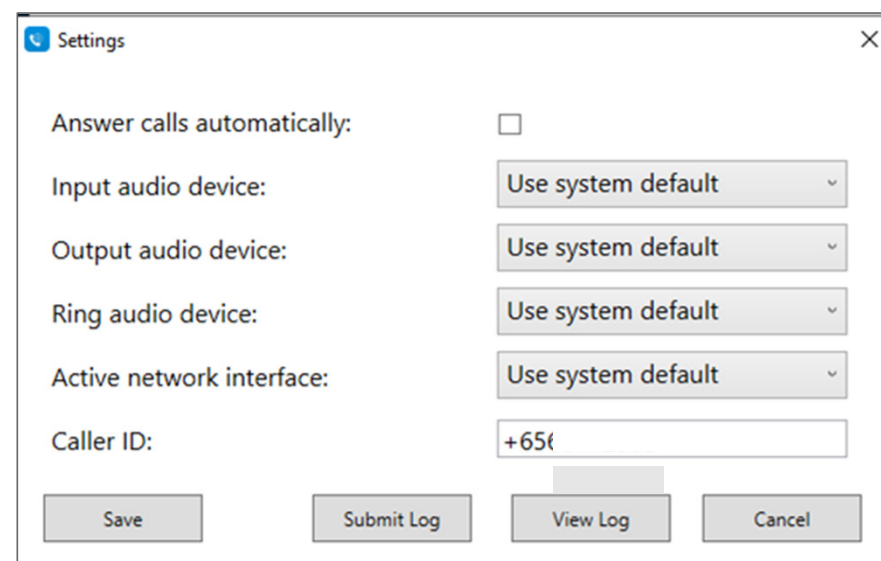 Settings
Answer calls automatically:
Input audio device: Use system default
Output audio device: Use system default
Ring audio device: Use system default
Active network interface: Use system default
Caller ID: +656
Save Submit Log View Log Cancel